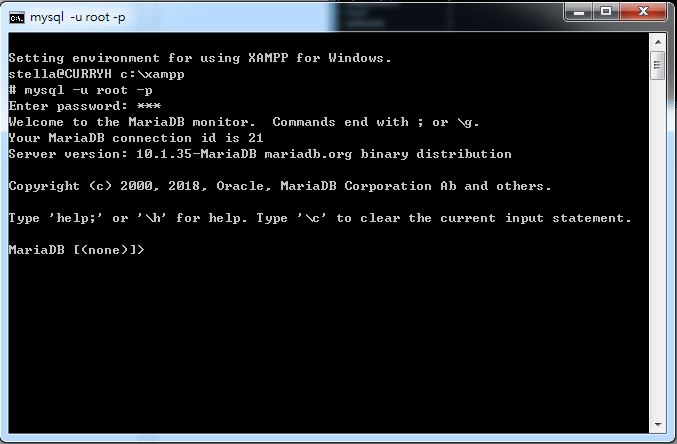 mysql -u root -p
Setting environment for using XAMPP for Windows.
stella@CURRYH c:\xampp
# mysql -u root -p
Enter password: ***
Welcome to the MariaDB monitor.  Commands end with ; or \g.
Your MariaDB connection id is 21
Server version: 10.1.35-MariaDB mariadb.org binary distribution
Copyright (c) 2000, 2018, Oracle, MariaDB Corporation Ab and others.
Type 'help;' or '\h' for help. Type '\c' to clear the current input statement.
MariaDB [(none)]>